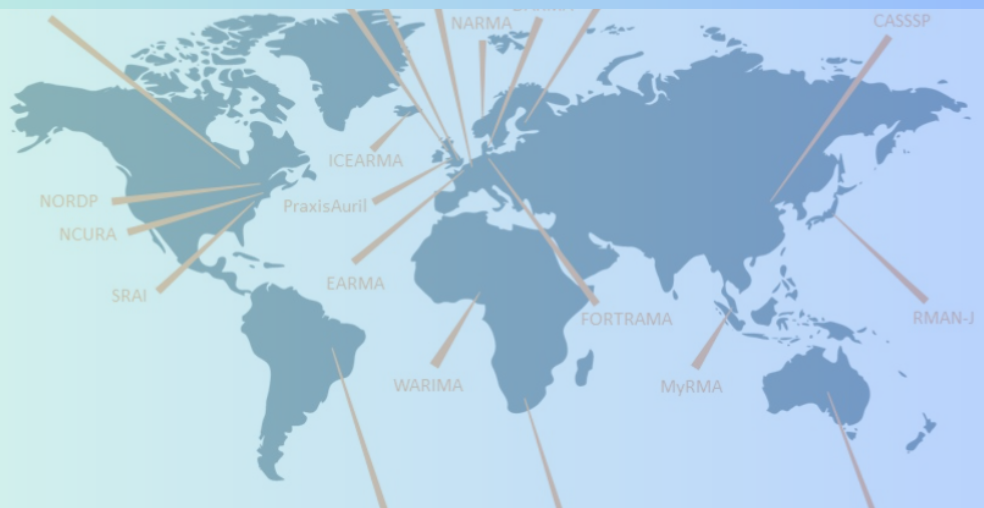 NARMA
CASSSP
ICEARMA
NORDP
PraxisAuril
NCURA
EARMA
SRAI
FORTRAMA
RMAN-J
WARIMA
MyRMA